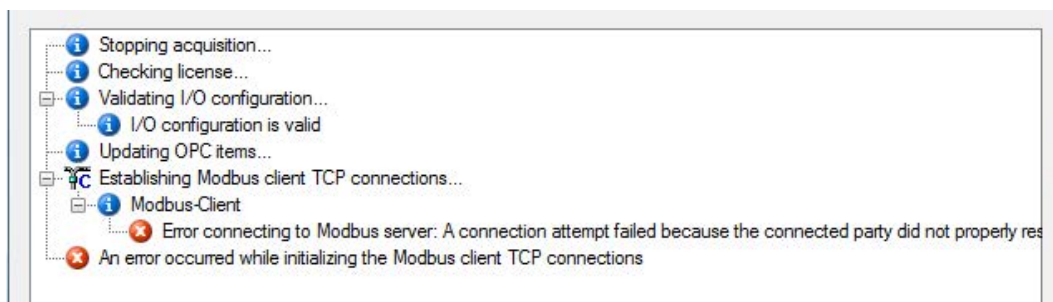 Stopping acquisition...
Checking license...
Validating I/O configuration...
I/O configuration is valid
Updating OPC items...
Establishing Modbus client TCP connections...
Modbus-Client
Error connecting to Modbus server: A connection attempt failed because the connected party did not properly res
An error occurred while initializing the Modbus client TCP connections